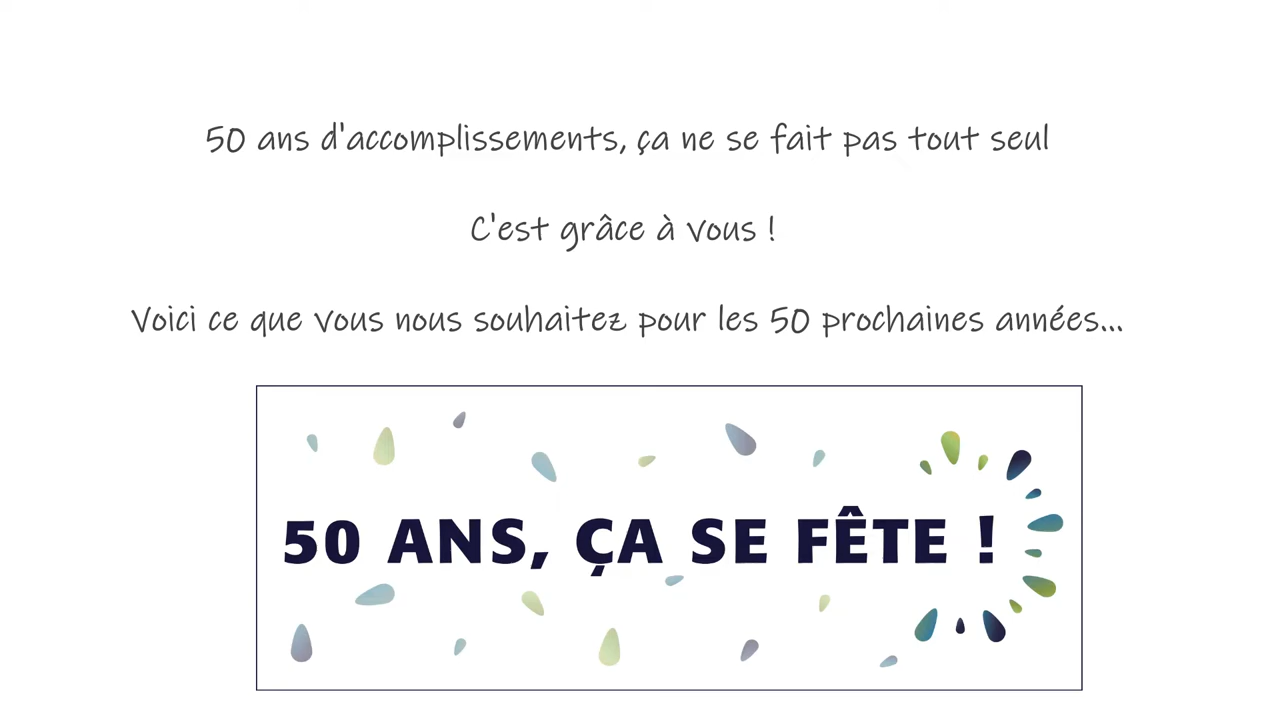 50 ans d'accomplissements, ça ne se fait pas tout seul
C'est grâce à vous !
Voici ce que vous nous souhaitez pour les 50 prochaines années...
50 ANS, ÇA SE FÊTE !